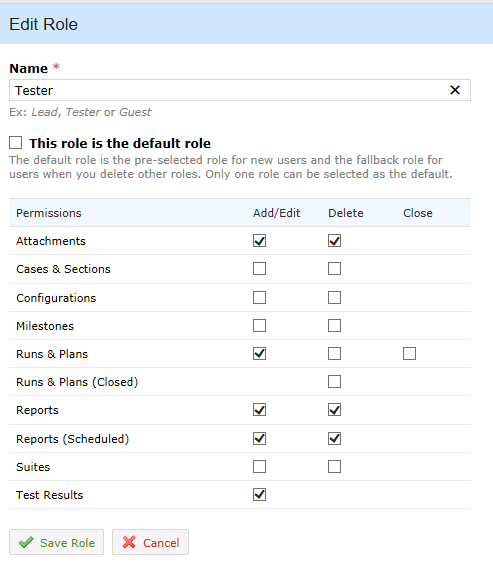 Edit Role
Name *
Tester
Ex: Lead, Tester or Guest
This role is the default role
The default role is the pre-selected role for new users and the fallback role for
users when you delete other roles. Only one role can be selected as the default.
Permissions Add/Edit Delete Close
Attachments
Cases & Sections
Configurations
Milestones
Runs & Plans
Runs & Plans (Closed)
Reports
Reports (Scheduled)
Suites
Test Results
Save Role Cancel